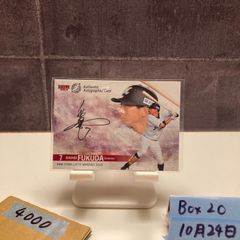 Authentic
Autographed Card
7 FUKUDA
4000
Box 20
10月24日